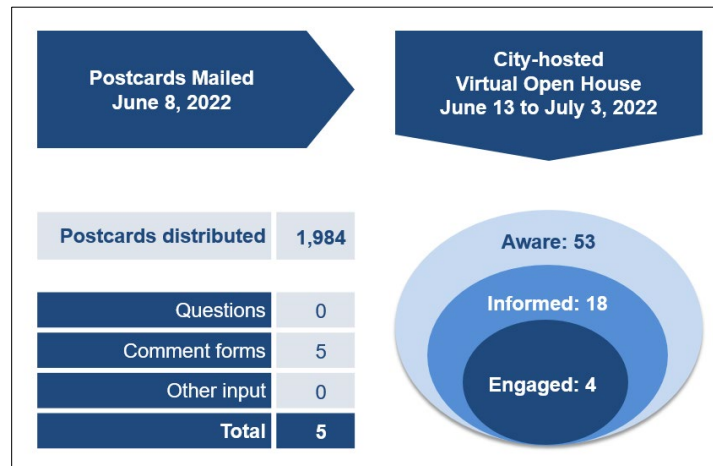 Postcards Mailed
June 8, 2022
City-hosted
Virtual Open House
June 13 to July 3, 2022
Postcards distributed 1,984
Questions 0
Comment forms 5
Other input 0
Total 5
Aware: 53
Informed: 18
Engaged: 4